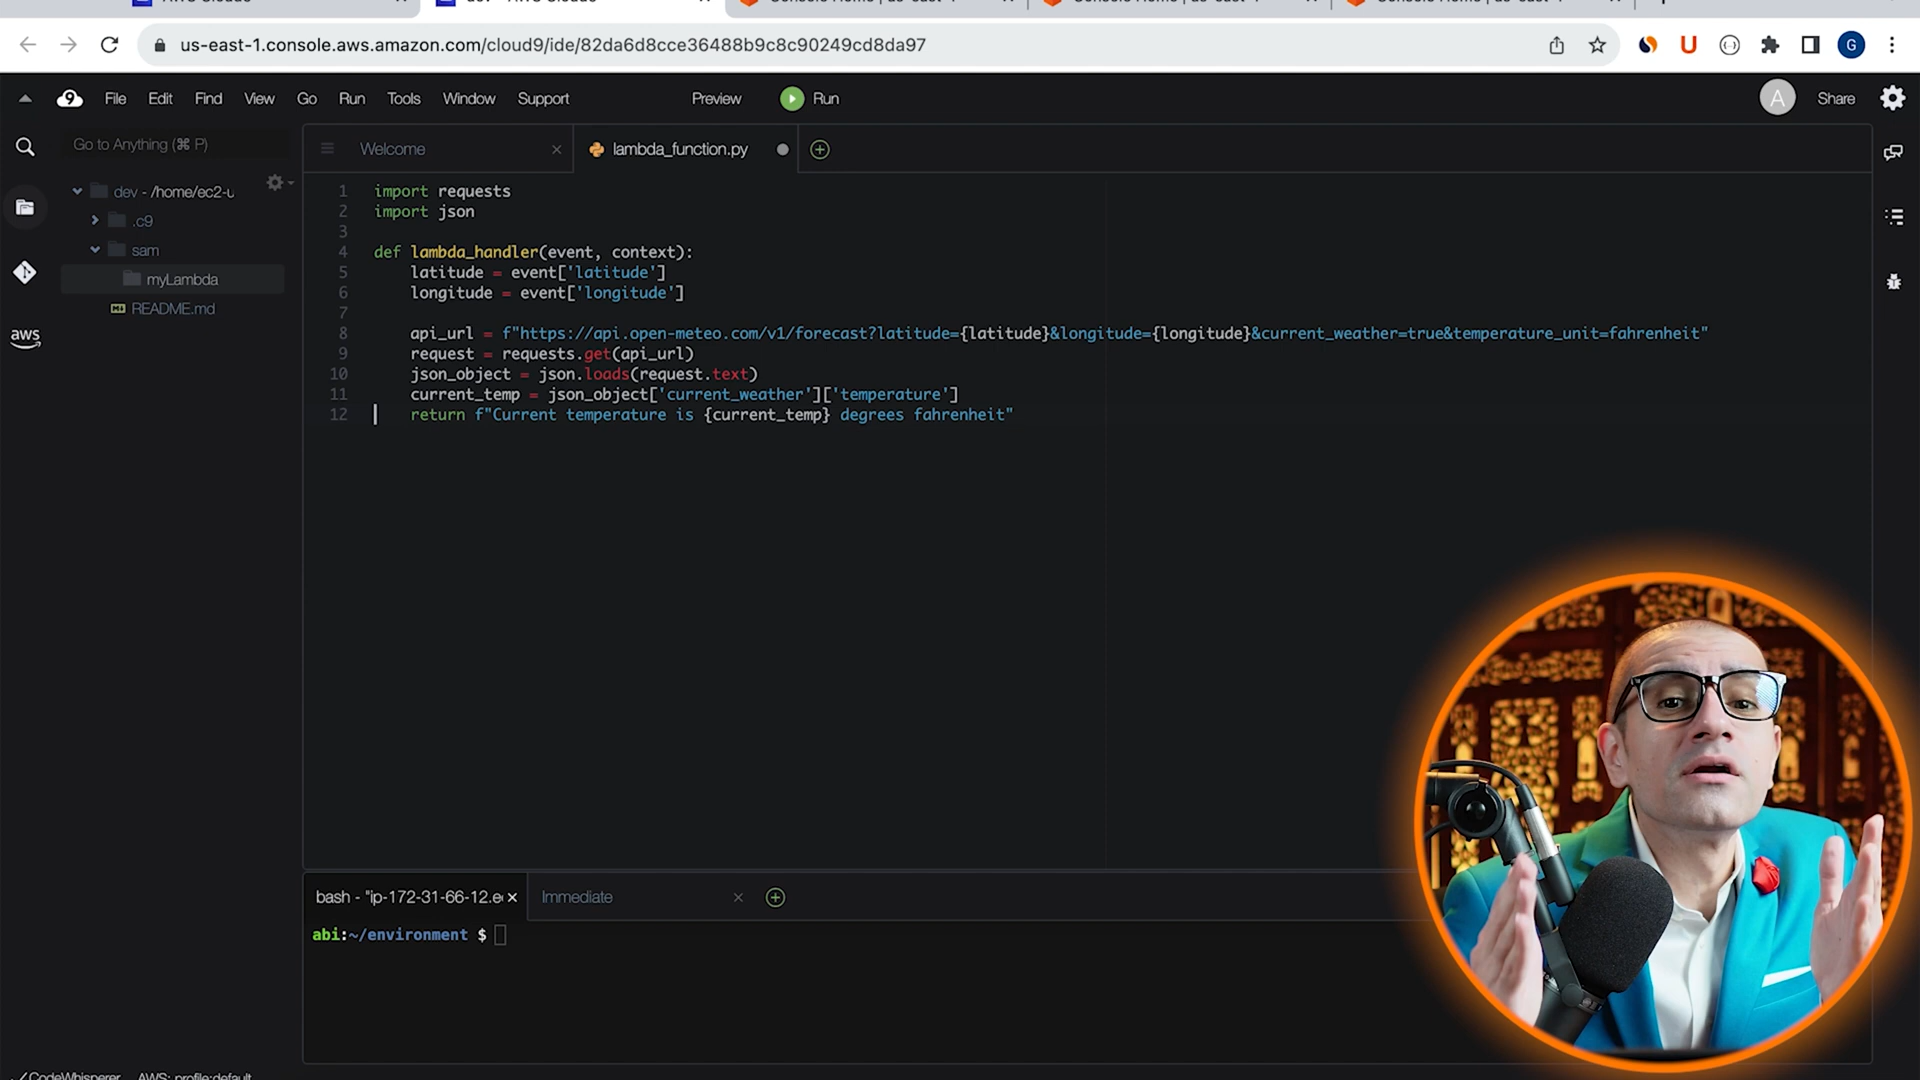 us-east-1.console.aws.amazon.com/cloud9/ide/82da6d8cce36488b9c8c90249cd8da97
G
9 File Edit Find View Go Run Tools Window Support Preview Run A Share
Go to Anything (⌘ P)
Welcome
lambda_function.py
dev - /home/ec2-u
.c9
sam
myLambda
README.md
aws
1 import requests
2 import json
3
4 def lambda_handler(event, context):
5 latitude = event['latitude']
6 longitude = event['longitude']
7
8 api_url = f"https://api.open-meteo.com/v1/forecast?latitude={latitude}&longitude={longitude}&current_weather=true&temperature_unit=fahrenheit"
9 request = requests.get(api_url)
10 json_object = json.loads(request.text)
11 current_temp = json_object['current_weather']['temperature']
12 return f"Current temperature is {current_temp} degrees fahrenheit"
bash - "ip-172-31-66-12.e
Immediate
abi:~/environment $
CodeWhisperer AWS: profile:default